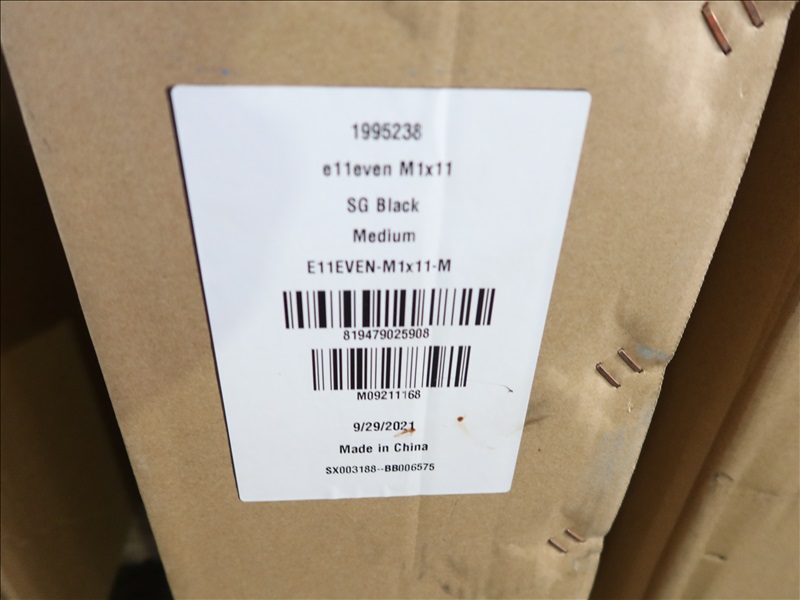 1995238
e11even M1x11
SG Black
Medium
E11EVEN-M1x11-M
819479025908
M09211168
9/29/2021
Made in China
SX003188--BB006575